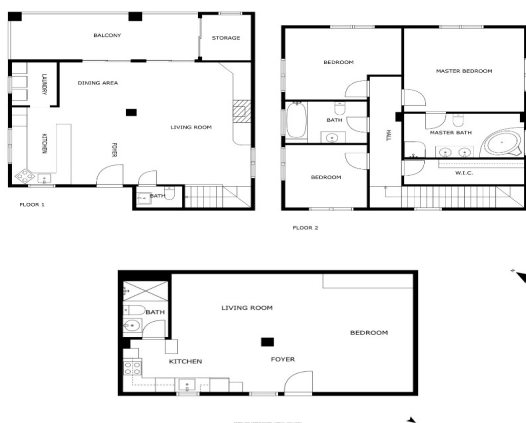 BALCONY
STORAGE
DINING AREA
LAUNDRY
LIVING ROOM
KITCHEN
FOYER
BATH
FLOOR 1
BEDROOM
MASTER BEDROOM
BATH
HALL
MASTER BATH
BEDROOM
W.I.C.
FLOOR 2
BATH
LIVING ROOM
BEDROOM
KITCHEN
FOYER